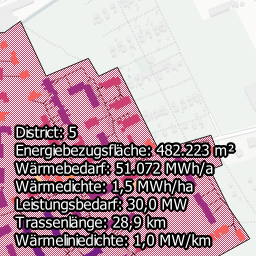 District: 5
Energiebezugsfläche: 482.223 m²
Wärmebedarf: 51.072 MWh/a
Wärmedichte: 1,5 MWh/ha
Leistungsbedarf: 30,0 MW
Trassenlänge: 28,9 km
Wärmeliniedichte: 1,0 MW/km